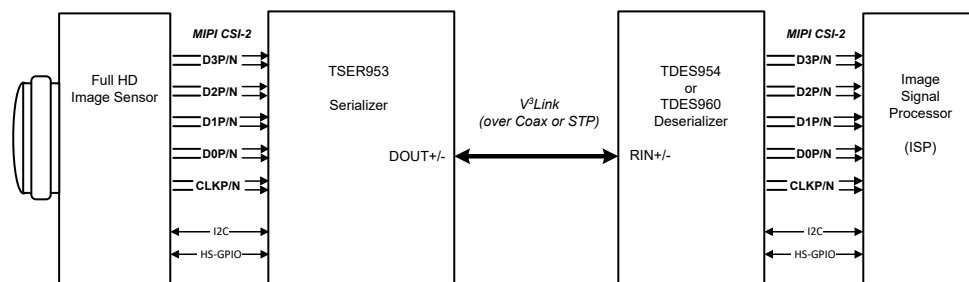 MIPI CSI-2
D3P/N
D2P/N
D1P/N
D0P/N
CLKP/N
I2C
HS-GPIO
Full HD
Image Sensor
TSER953
Serializer
DOUT+/-
V³Link
(over Coax or STP)
TDES954
or
TDES960
Deserializer
RIN+/-
MIPI CSI-2
D3P/N
D2P/N
D1P/N
D0P/N
CLKP/N
I2C
HS-GPIO
Image
Signal
Processor
(ISP)